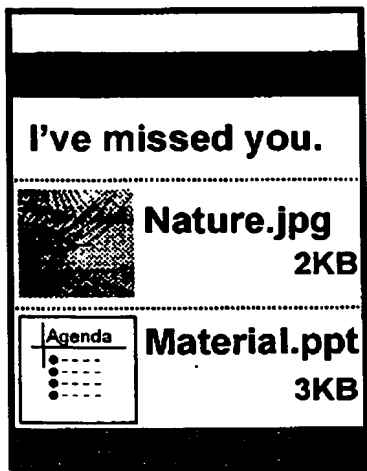 I've missed you.
Nature.jpg
2KB
Agenda
Material.ppt
3KB